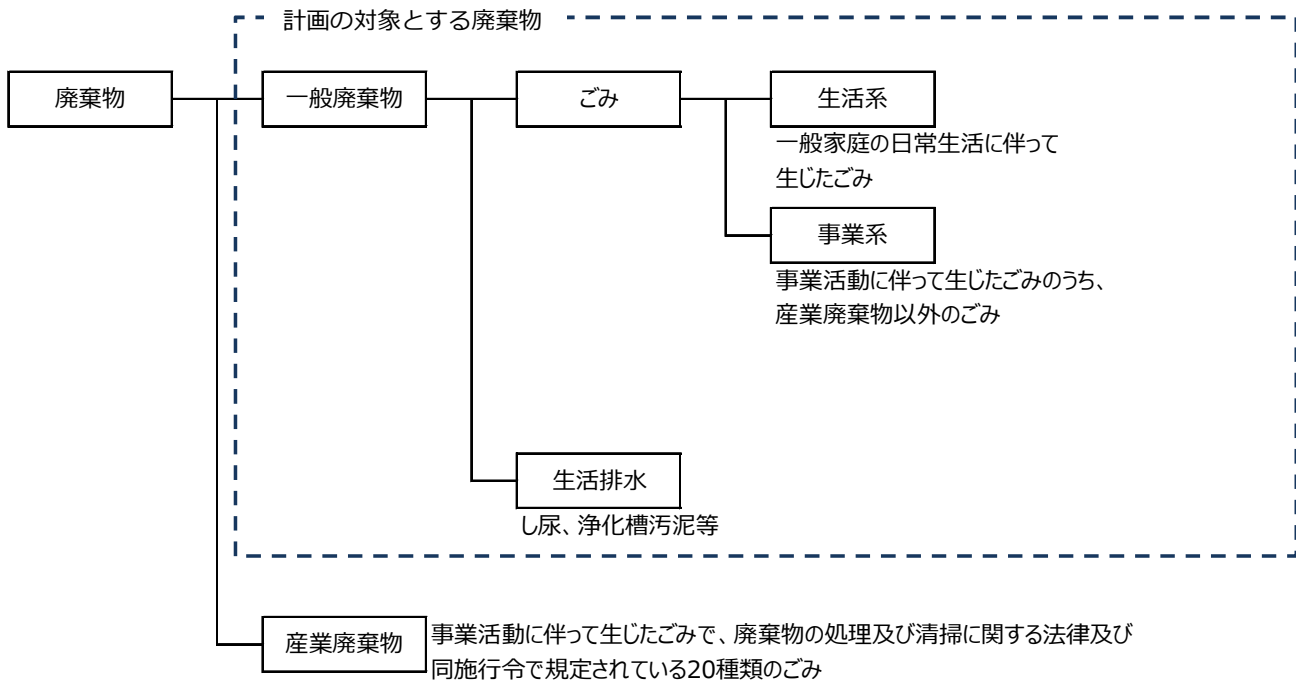 計画の対象とする廃棄物
廃棄物
一般廃棄物
ごみ
生活系
一般家庭の日常生活に伴って
生じたごみ
事業系
事業活動に伴って生じたごみのうち、
産業廃棄物以外のごみ
生活排水
し尿、浄化槽汚泥等
産業廃棄物
事業活動に伴って生じたごみで、廃棄物の処理及び清掃に関する法律及び
同施行令で規定されている20種類のごみ